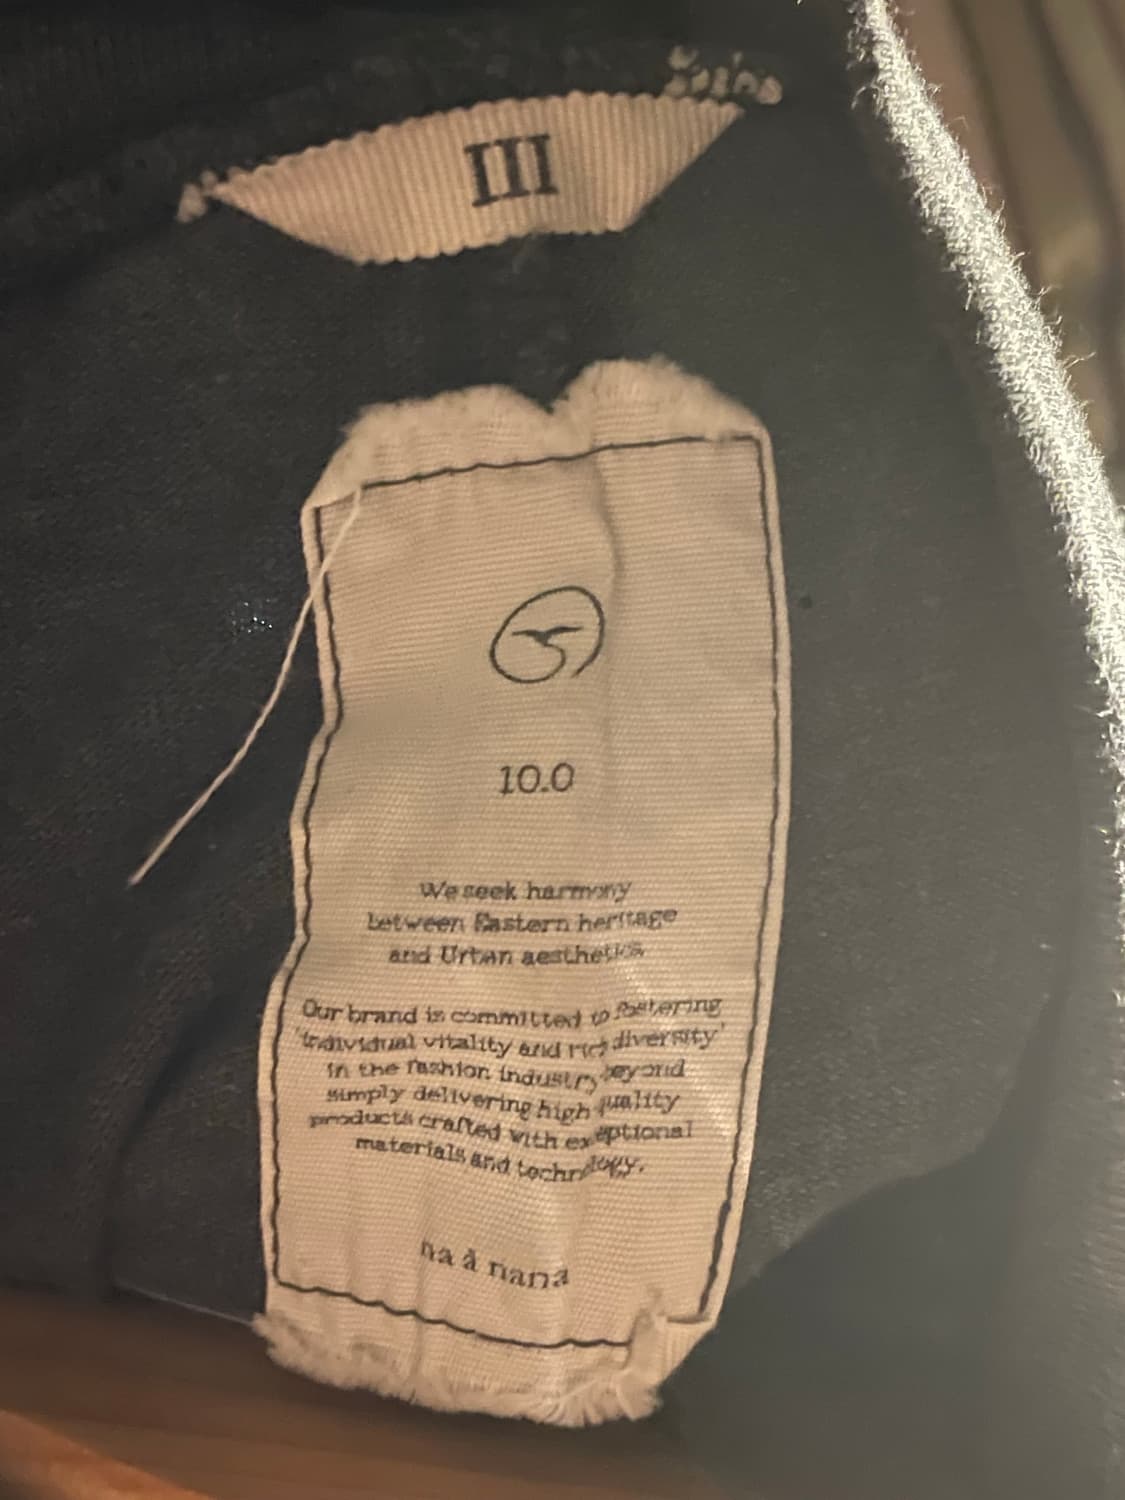 III
10.0
We seek harmony
between Eastern heritage
and Urban aesthetics
Our brand is committed to fostering
'individual vitality and rich diversity'
in the fashion industry beyond
simply delivering high quality
products crafted with exceptional
materials and technology.
na à nana